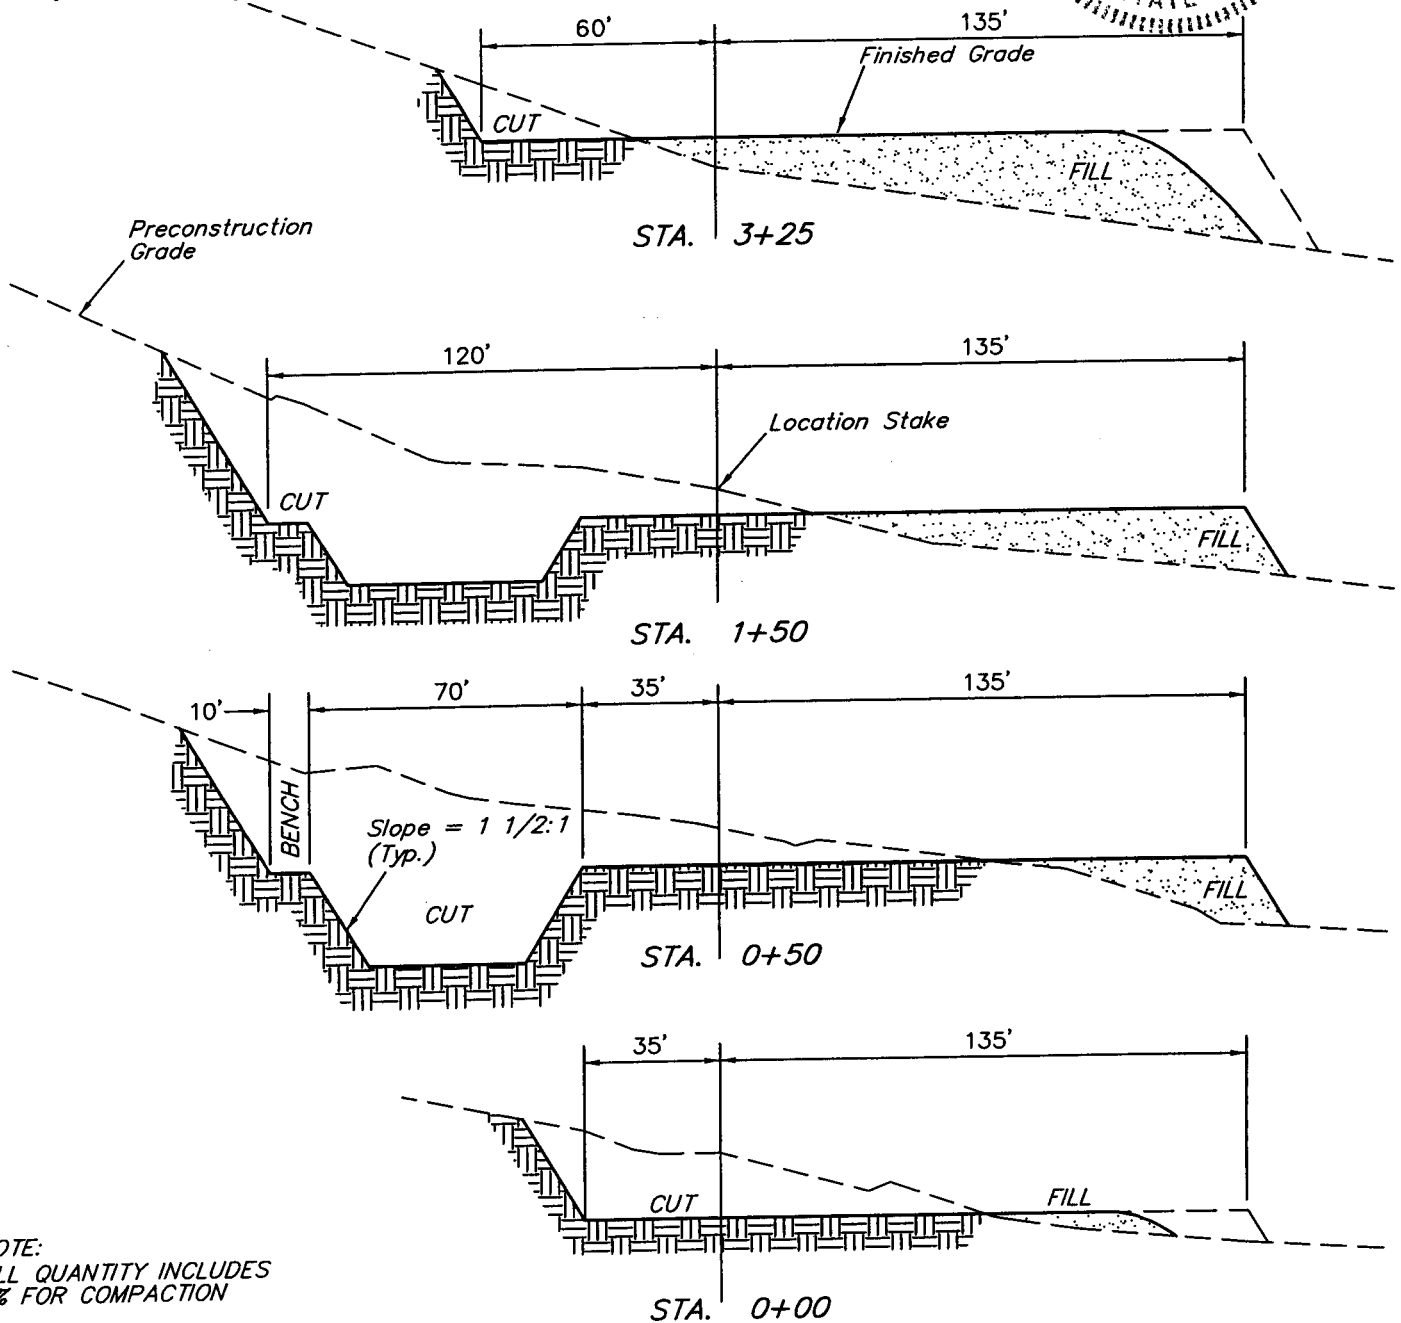 60'
135'
Finished Grade
CUT
FILL
STA. 3+25
Preconstruction
Grade
120'
135'
Location Stake
CUT
FILL
STA. 1+50
10'
70'
35'
135'
BENCH
Slope = 1 1/2:1
(Typ.)
CUT
FILL
STA. 0+50
35'
135'
CUT
FILL
STA. 0+00
OTE:
LL QUANTITY INCLUDES
% FOR COMPACTION